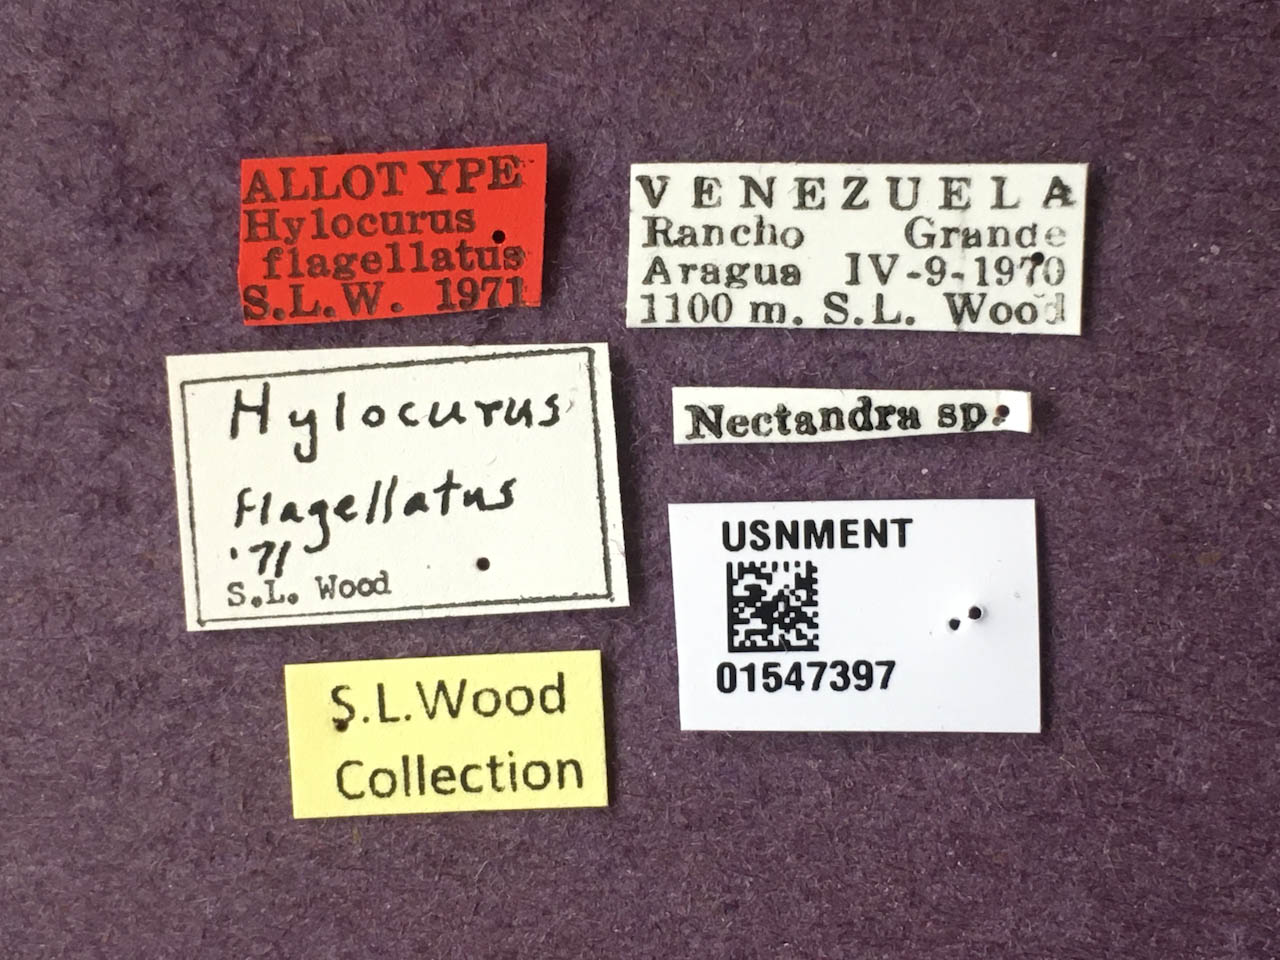 ALLOTYPE
Hylocurus
flagellatus
S.L.W. 1971
VENEZUELA
Rancho Grande
Aragua IV-9-1970
1100 m. S.L. Wood
Hylocurus
flagellatus
'71
S.L. Wood
Nectandra sp.
USNMENT
01547397
S.L.Wood
Collection